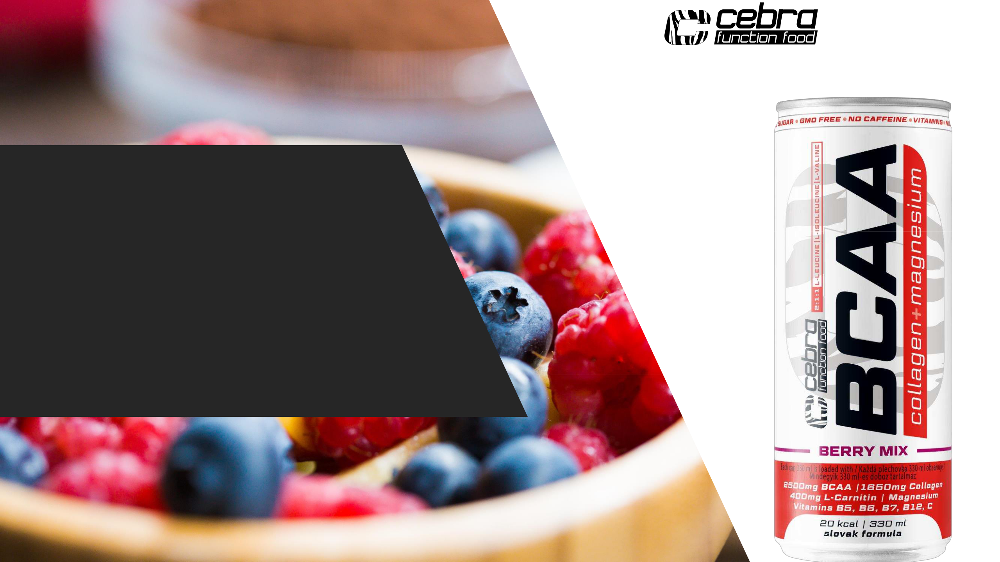 cebra
function food
SUGAR • GMO FREE • NO CAFFEINE • VITAMINS • NO
2:1:1 L-LEUCINE|L-ISOLEUCINE|L-VALINE
cebra
function food
BCAA
collagen+magnesium
BERRY MIX
Each can 330 ml is loaded with / Každá plechovka 330 ml obsahuje /
Mindegyik 330 ml-es doboz tartalmaz
2500mg BCAA | 1650mg Collagen
400mg L-Carnitin | Magnesium
Vitamins B5, B6, B7, B12, C
20 kcal | 330 ml
slovak formula